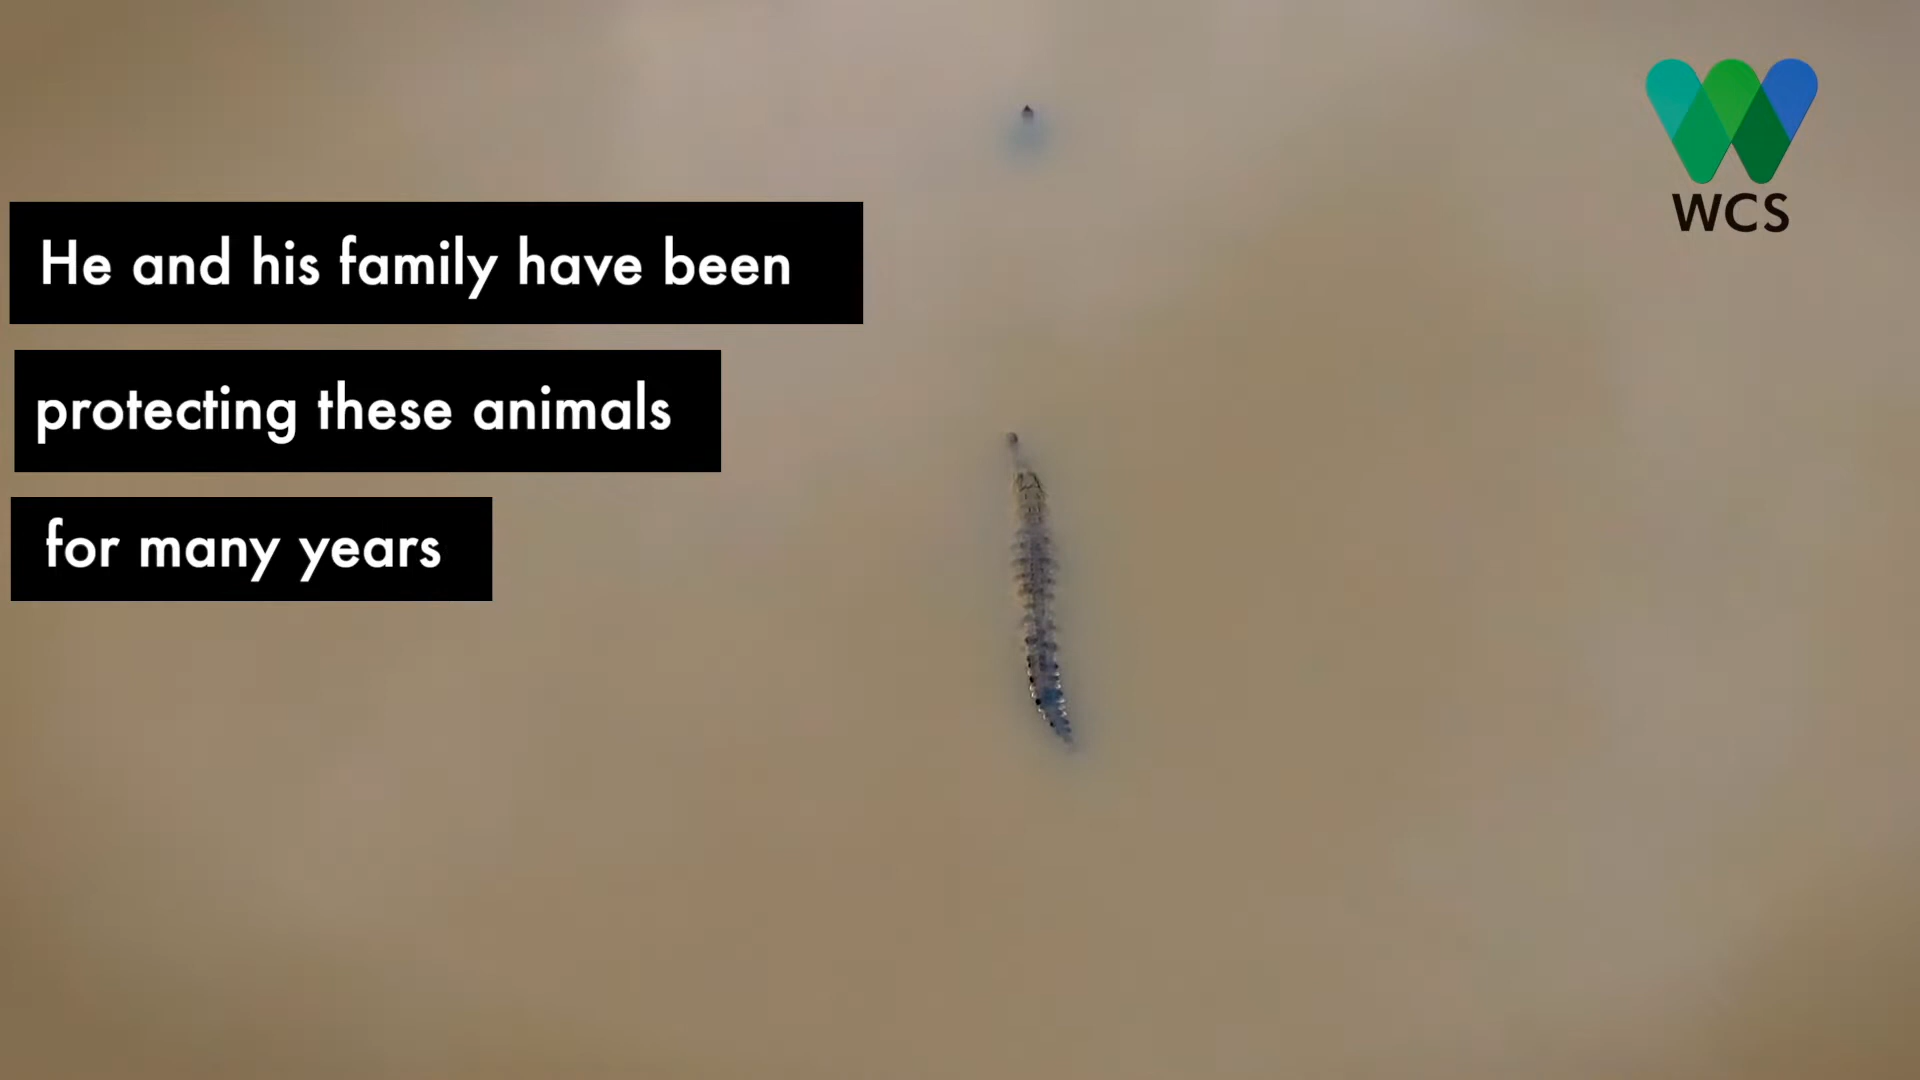 WCS
He and his family have been
protecting these animals
for many years